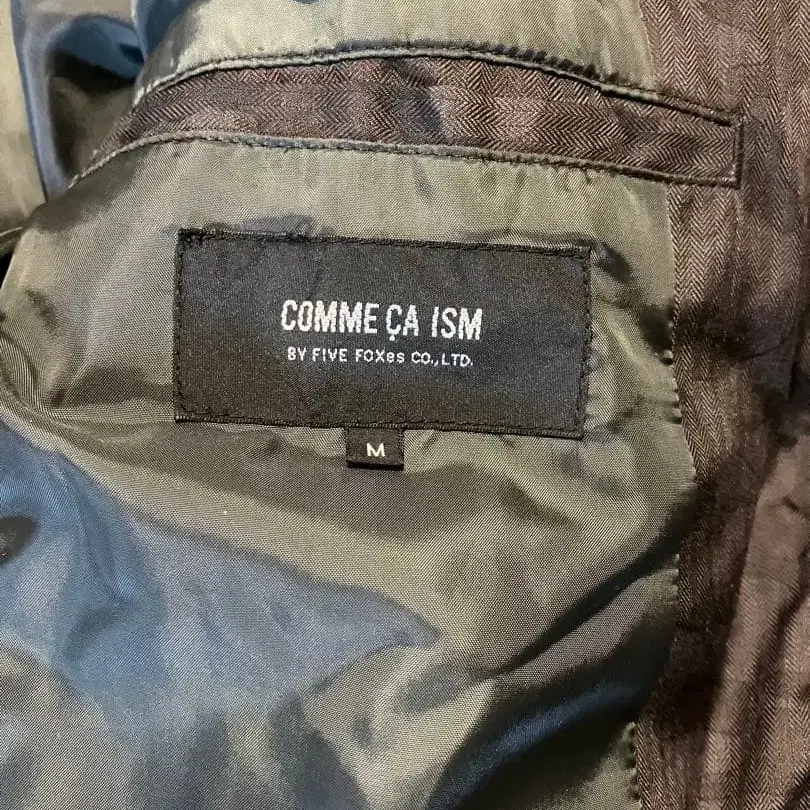 COMME ÇA ISM
BY FIVE FOXes CO.,LTD.
M